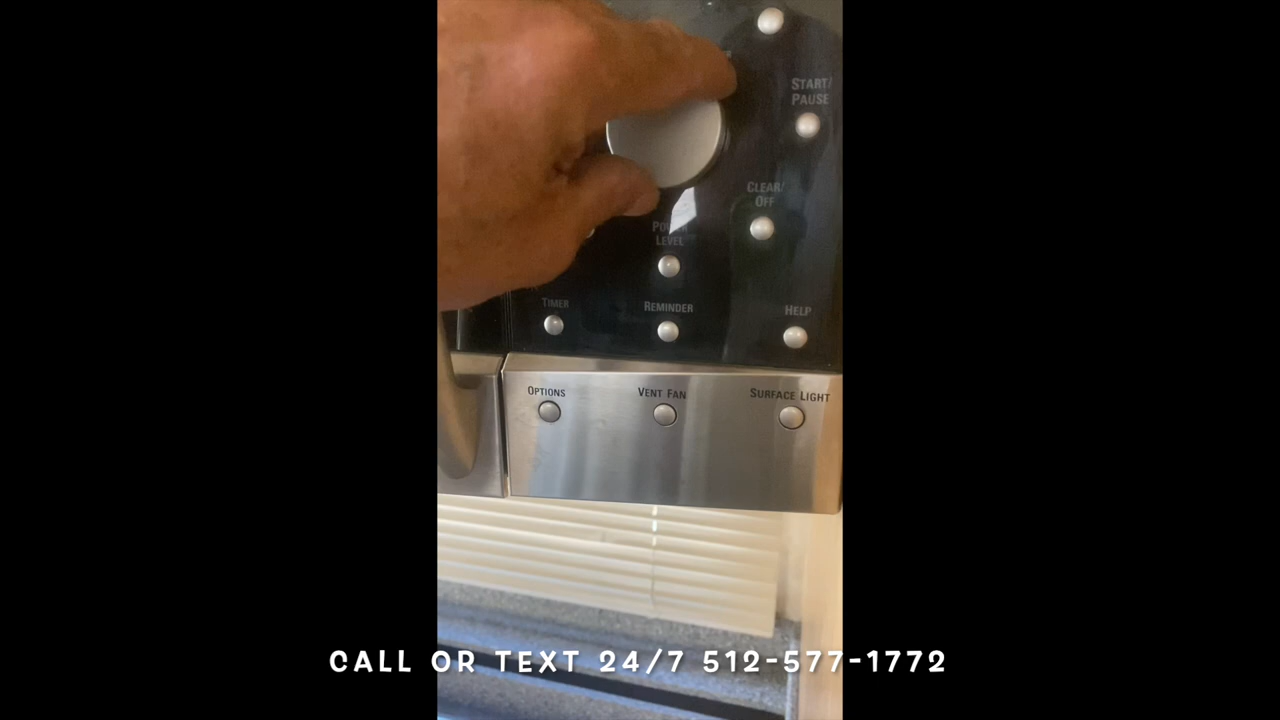 START/
PAUSE
CLEAR/
OFF
POWER
LEVEL
TIMER
REMINDER
HELP
OPTIONS
VENT FAN
SURFACE LIGHT
CALL OR TEXT 24/7 512-577-1772